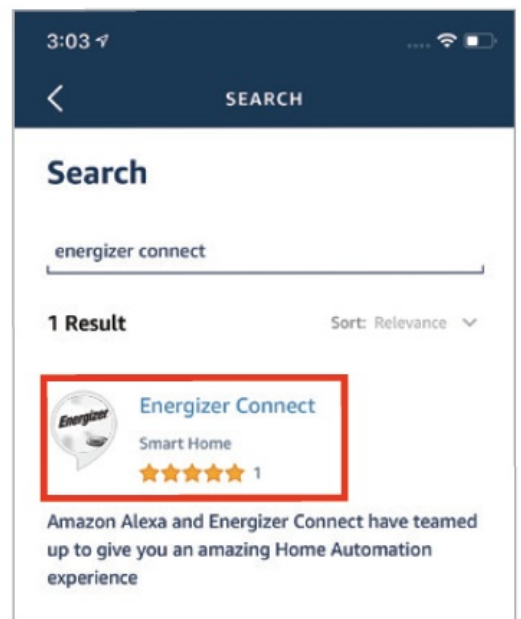 3:03
SEARCH
Search
energizer connect
1 Result Sort: Relevance
Energizer
Energizer Connect
Smart Home
1
Amazon Alexa and Energizer Connect have teamed
up to give you an amazing Home Automation
experience